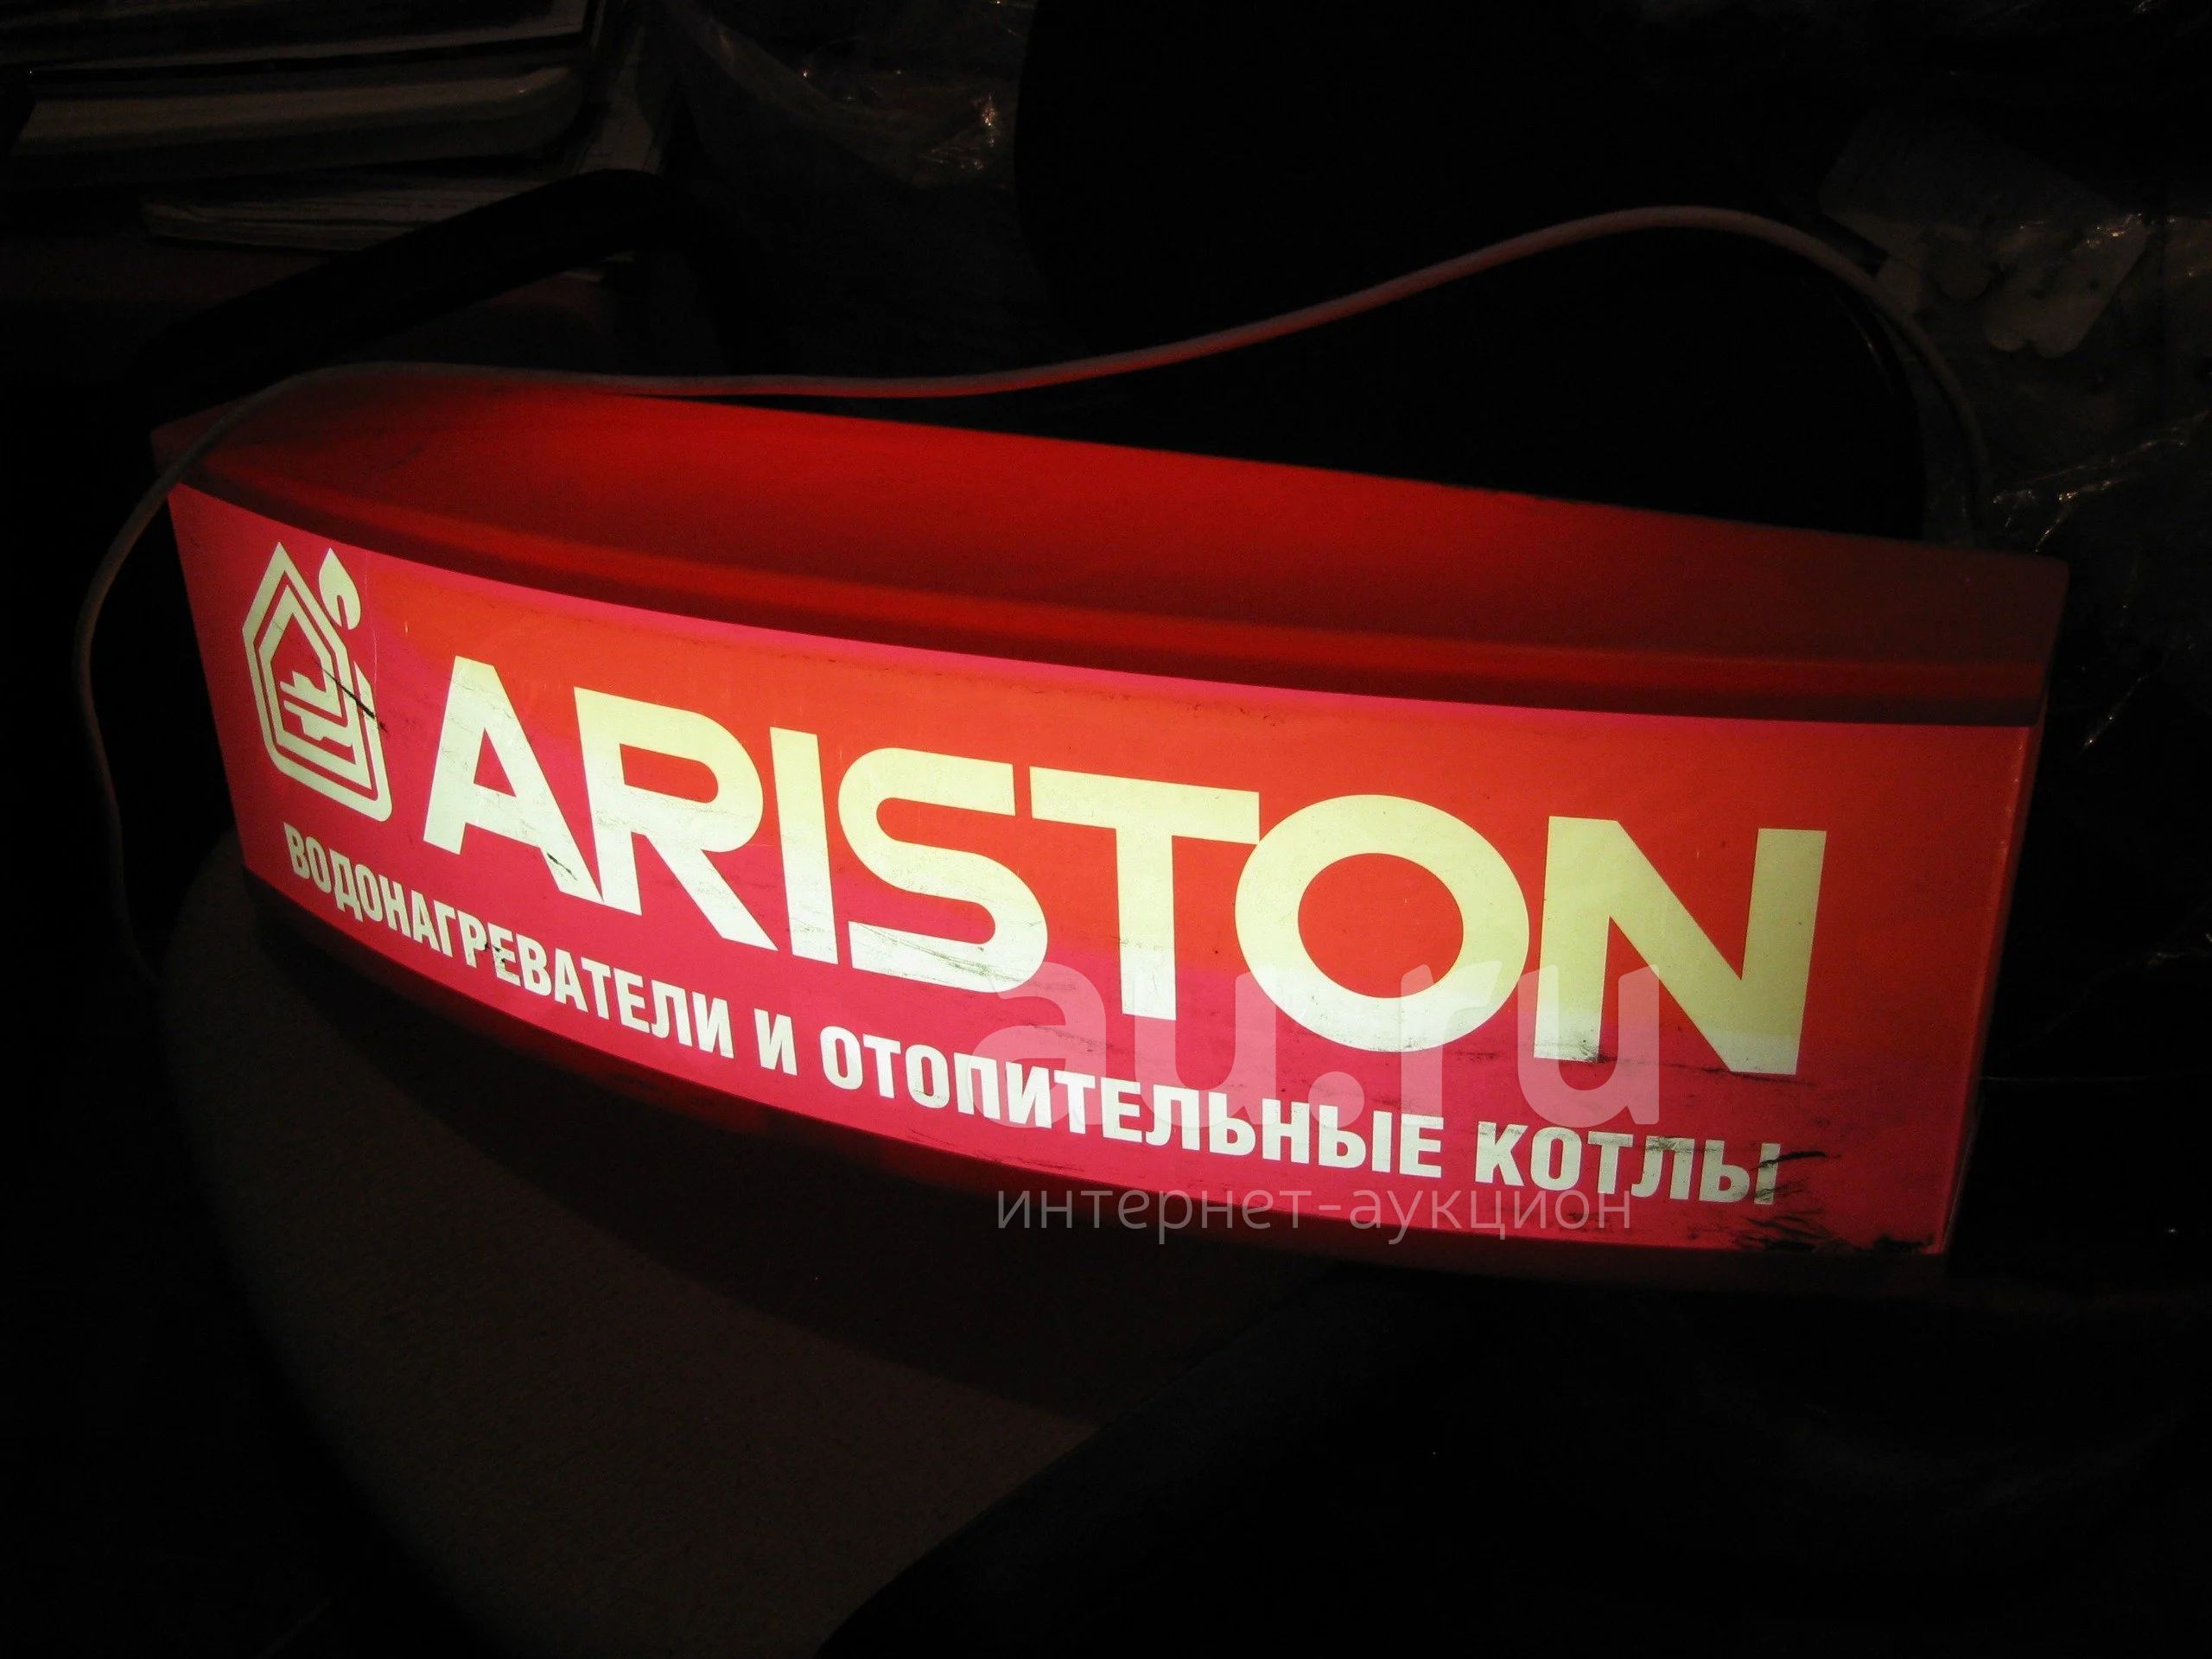 ARISTON
ВОДОНАГРЕВАТЕЛИ И ОТОПИТЕЛЬНЫЕ КОТЛЫ
au.ru
интернет-аукцион